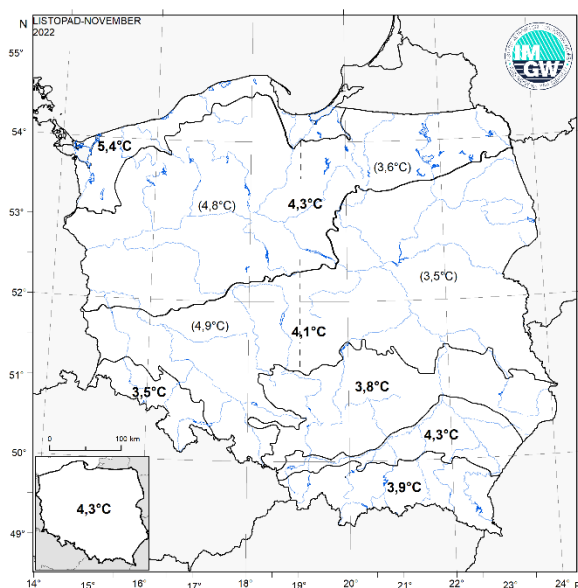 N LISTOPAD-NOVEMBER
2022
IM
GW
55°
54°
5,4°C
(3,6°C)
53°
(4,8°C)
4,3°C
(3,5°C)
52°
(4,9°C)
4,1°C
51°
3,5°C
3,8°C
0 100 km
4,3°C
50°
4,3°C
3,9°C
49°
14° 15° 16° 17° 18° 19° 20° 21° 22° 23° 24° E